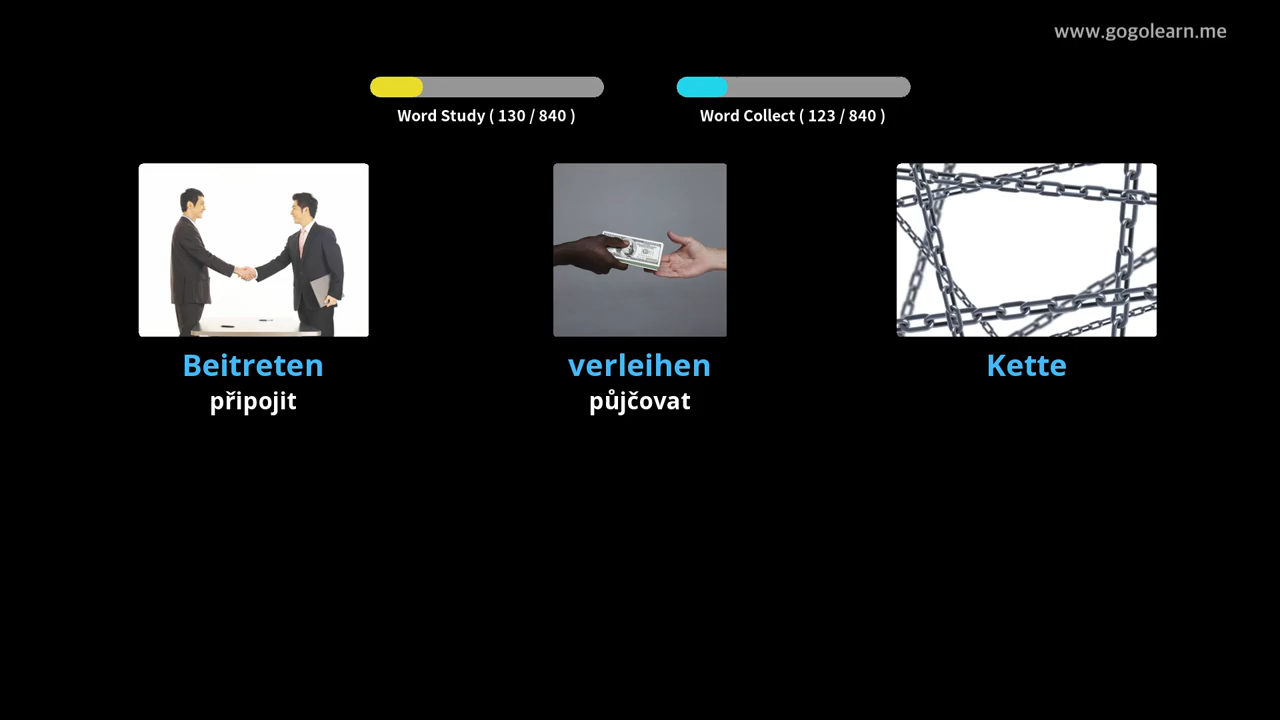 www.gogolearn.me
Word Study ( 130 / 840 )
Word Collect ( 123 / 840 )
Beitreten
připojit
verleihen
půjčovat
Kette